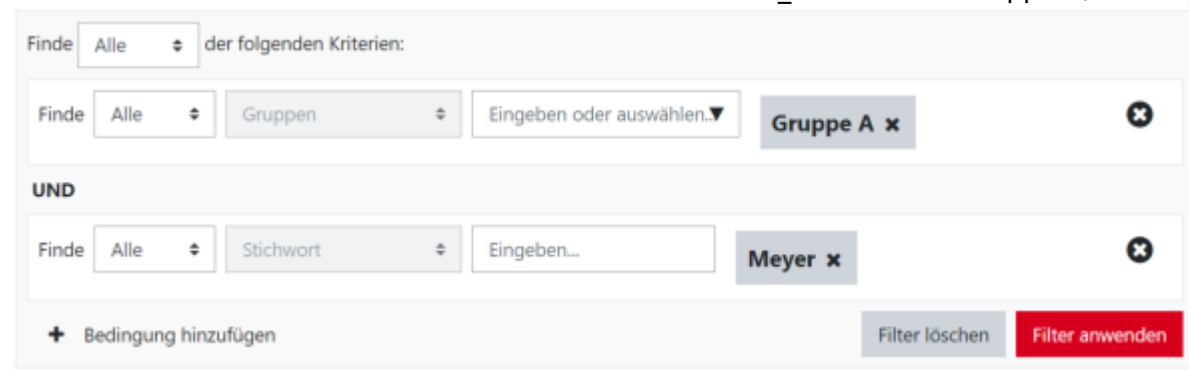 Finde Alle der folgenden Kriterien:
Finde Alle Gruppen Eingeben oder auswählen.. Gruppe A ×
UND
Finde Alle Stichwort Eingeben... Meyer ×
+ Bedingung hinzufügen Filter löschen Filter anwenden